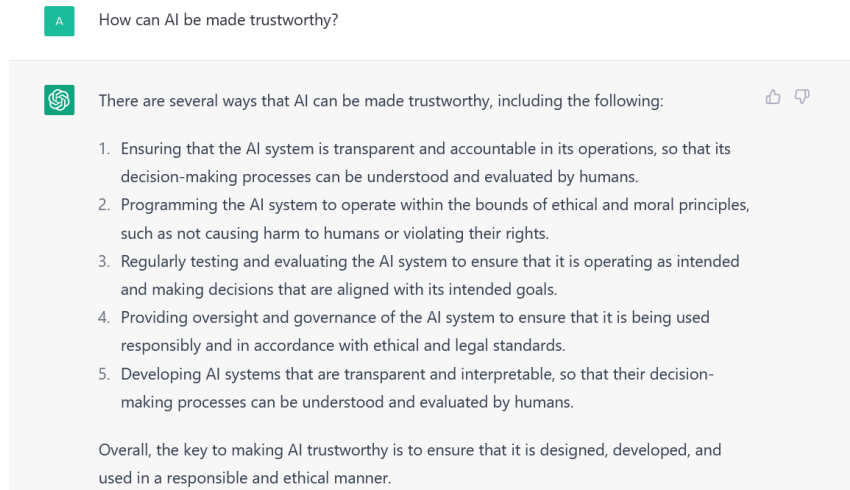 A
How can AI be made trustworthy?
There are several ways that AI can be made trustworthy, including the following:
1. Ensuring that the AI system is transparent and accountable in its operations, so that its
decision-making processes can be understood and evaluated by humans.
2. Programming the AI system to operate within the bounds of ethical and moral principles,
such as not causing harm to humans or violating their rights.
3. Regularly testing and evaluating the AI system to ensure that it is operating as intended
and making decisions that are aligned with its intended goals.
4. Providing oversight and governance of the AI system to ensure that it is being used
responsibly and in accordance with ethical and legal standards.
5. Developing AI systems that are transparent and interpretable, so that their decision-
making processes can be understood and evaluated by humans.
Overall, the key to making AI trustworthy is to ensure that it is designed, developed, and
used in a responsible and ethical manner.